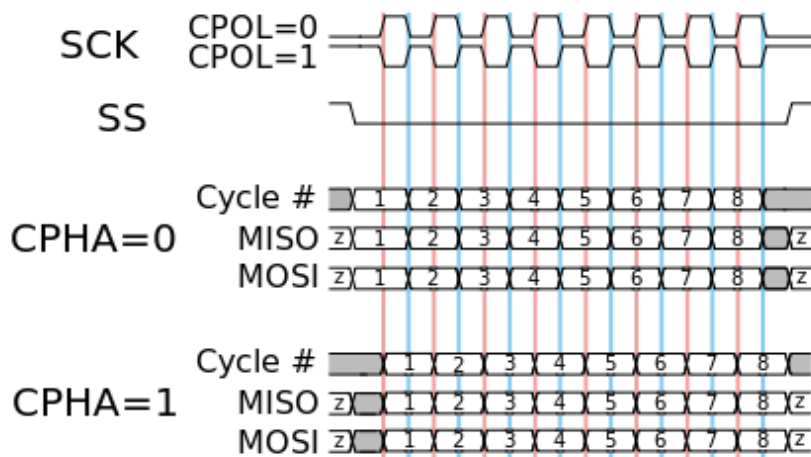 SCK CPOL=0
CPOL=1
SS
Cycle # 1 2 3 4 5 6 7 8
CPHA=0 MISO z 1 2 3 4 5 6 7 8 z
MOSI z 1 2 3 4 5 6 7 8 z
Cycle # 1 2 3 4 5 6 7 8
CPHA=1 MISO z 1 2 3 4 5 6 7 8 z
MOSI z 1 2 3 4 5 6 7 8 z